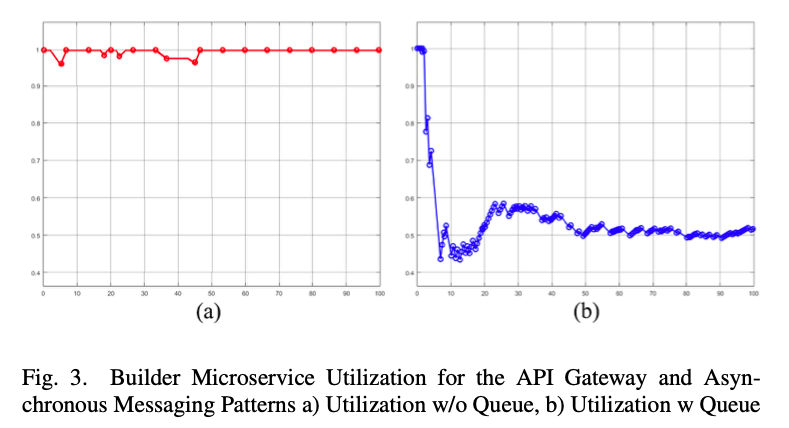 1
0.9
0.8
0.7
0.6
0.5
0.4
0 10 20 30 40 50 60 70 80 90 100
(a)
1
0.9
0.8
0.7
0.6
0.5
0.4
0 10 20 30 40 50 60 70 80 90 100
(b)
Fig. 3. Builder Microservice Utilization for the API Gateway and Asyn-
chronous Messaging Patterns a) Utilization w/o Queue, b) Utilization w Queue